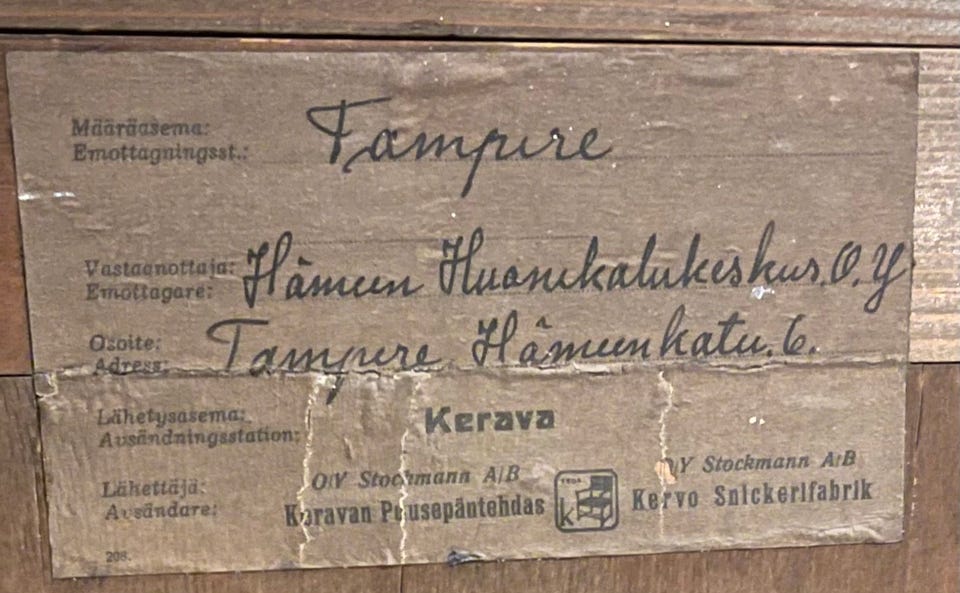 Määräasema: Tampere
Emottagningsst.:
Vastaanottaja: Hämeen Huonekalukeskus O.Y
Emottagare:
Osoite: Tampere, Hämeenkatu. 6.
Adress:
Lähetysasema: Kerava
Avsändningsstation:
Lähettäjä: O/Y Stockmann A/B O/Y Stockmann A/B
Avsändare: Keravan Puusepäntehdas k Kervo Snickerifabrik
208.